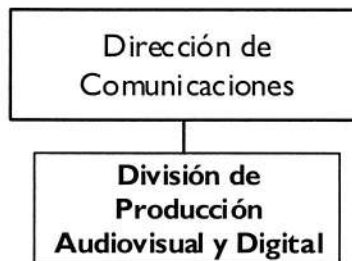 Dirección de
Comunicaciones
División de
Producción
Audiovisual y Digital